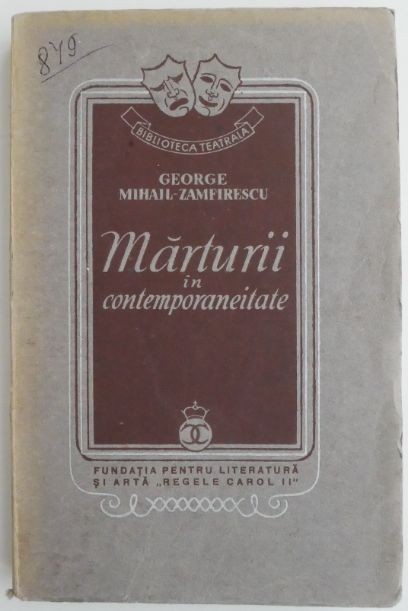 879
BIBLIOTECA TEATRALĂ
GEORGE
MIHAIL-ZAMFIRESCU
Mărturii
în
contemporaneitate
FUNDAȚIA PENTRU LITERATURĂ
ȘI ARTĂ „REGELE CAROL II"